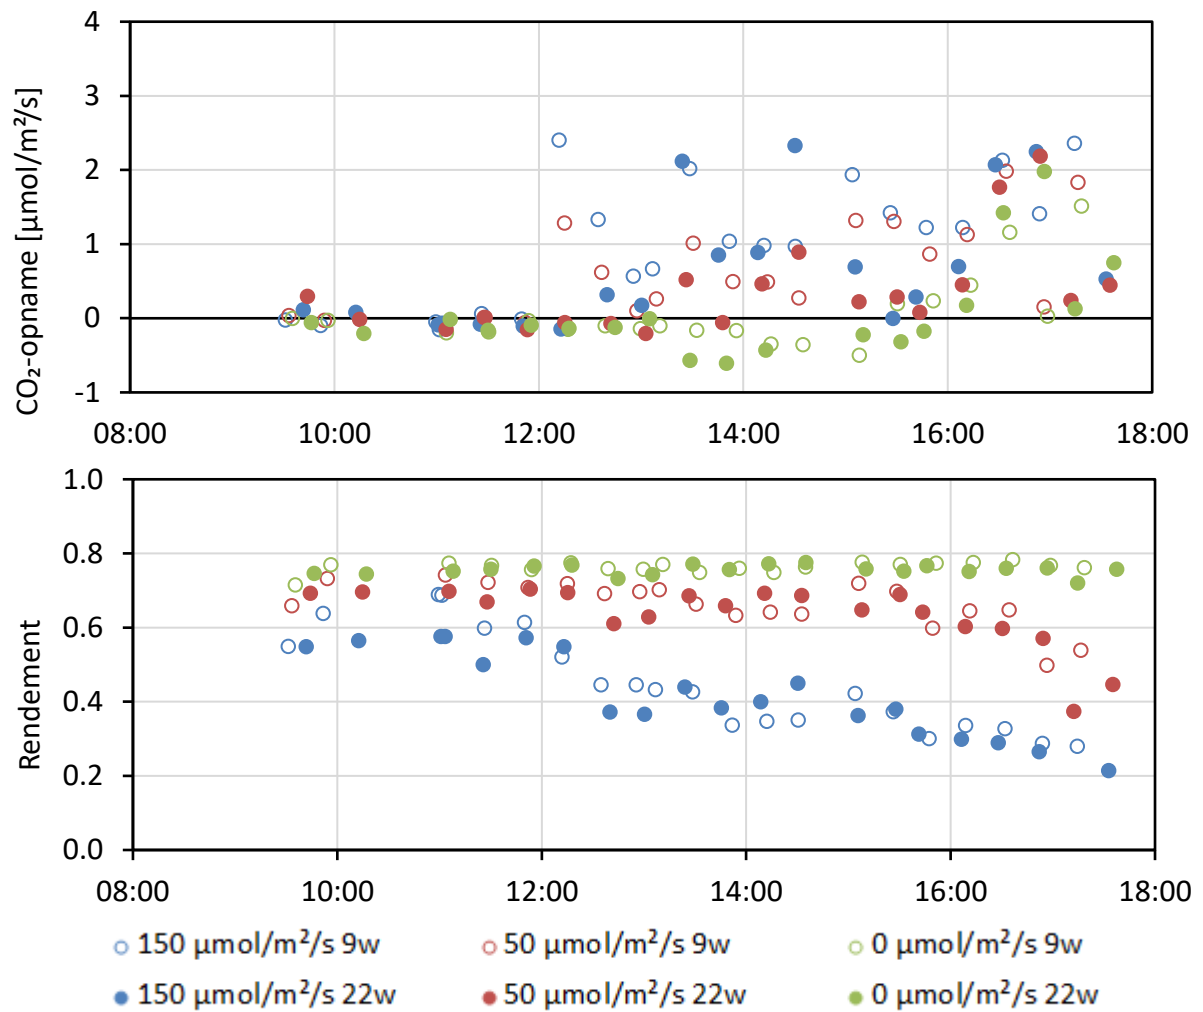 CO₂-opname [µmol/m²/s]
4
3
2
1
0
-1
08:00 10:00 12:00 14:00 16:00 18:00
Rendement
1.0
0.8
0.6
0.4
0.2
0.0
08:00 10:00 12:00 14:00 16:00 18:00
150 µmol/m²/s 9w 50 µmol/m²/s 9w 0 µmol/m²/s 9w
150 µmol/m²/s 22w 50 µmol/m²/s 22w 0 µmol/m²/s 22w